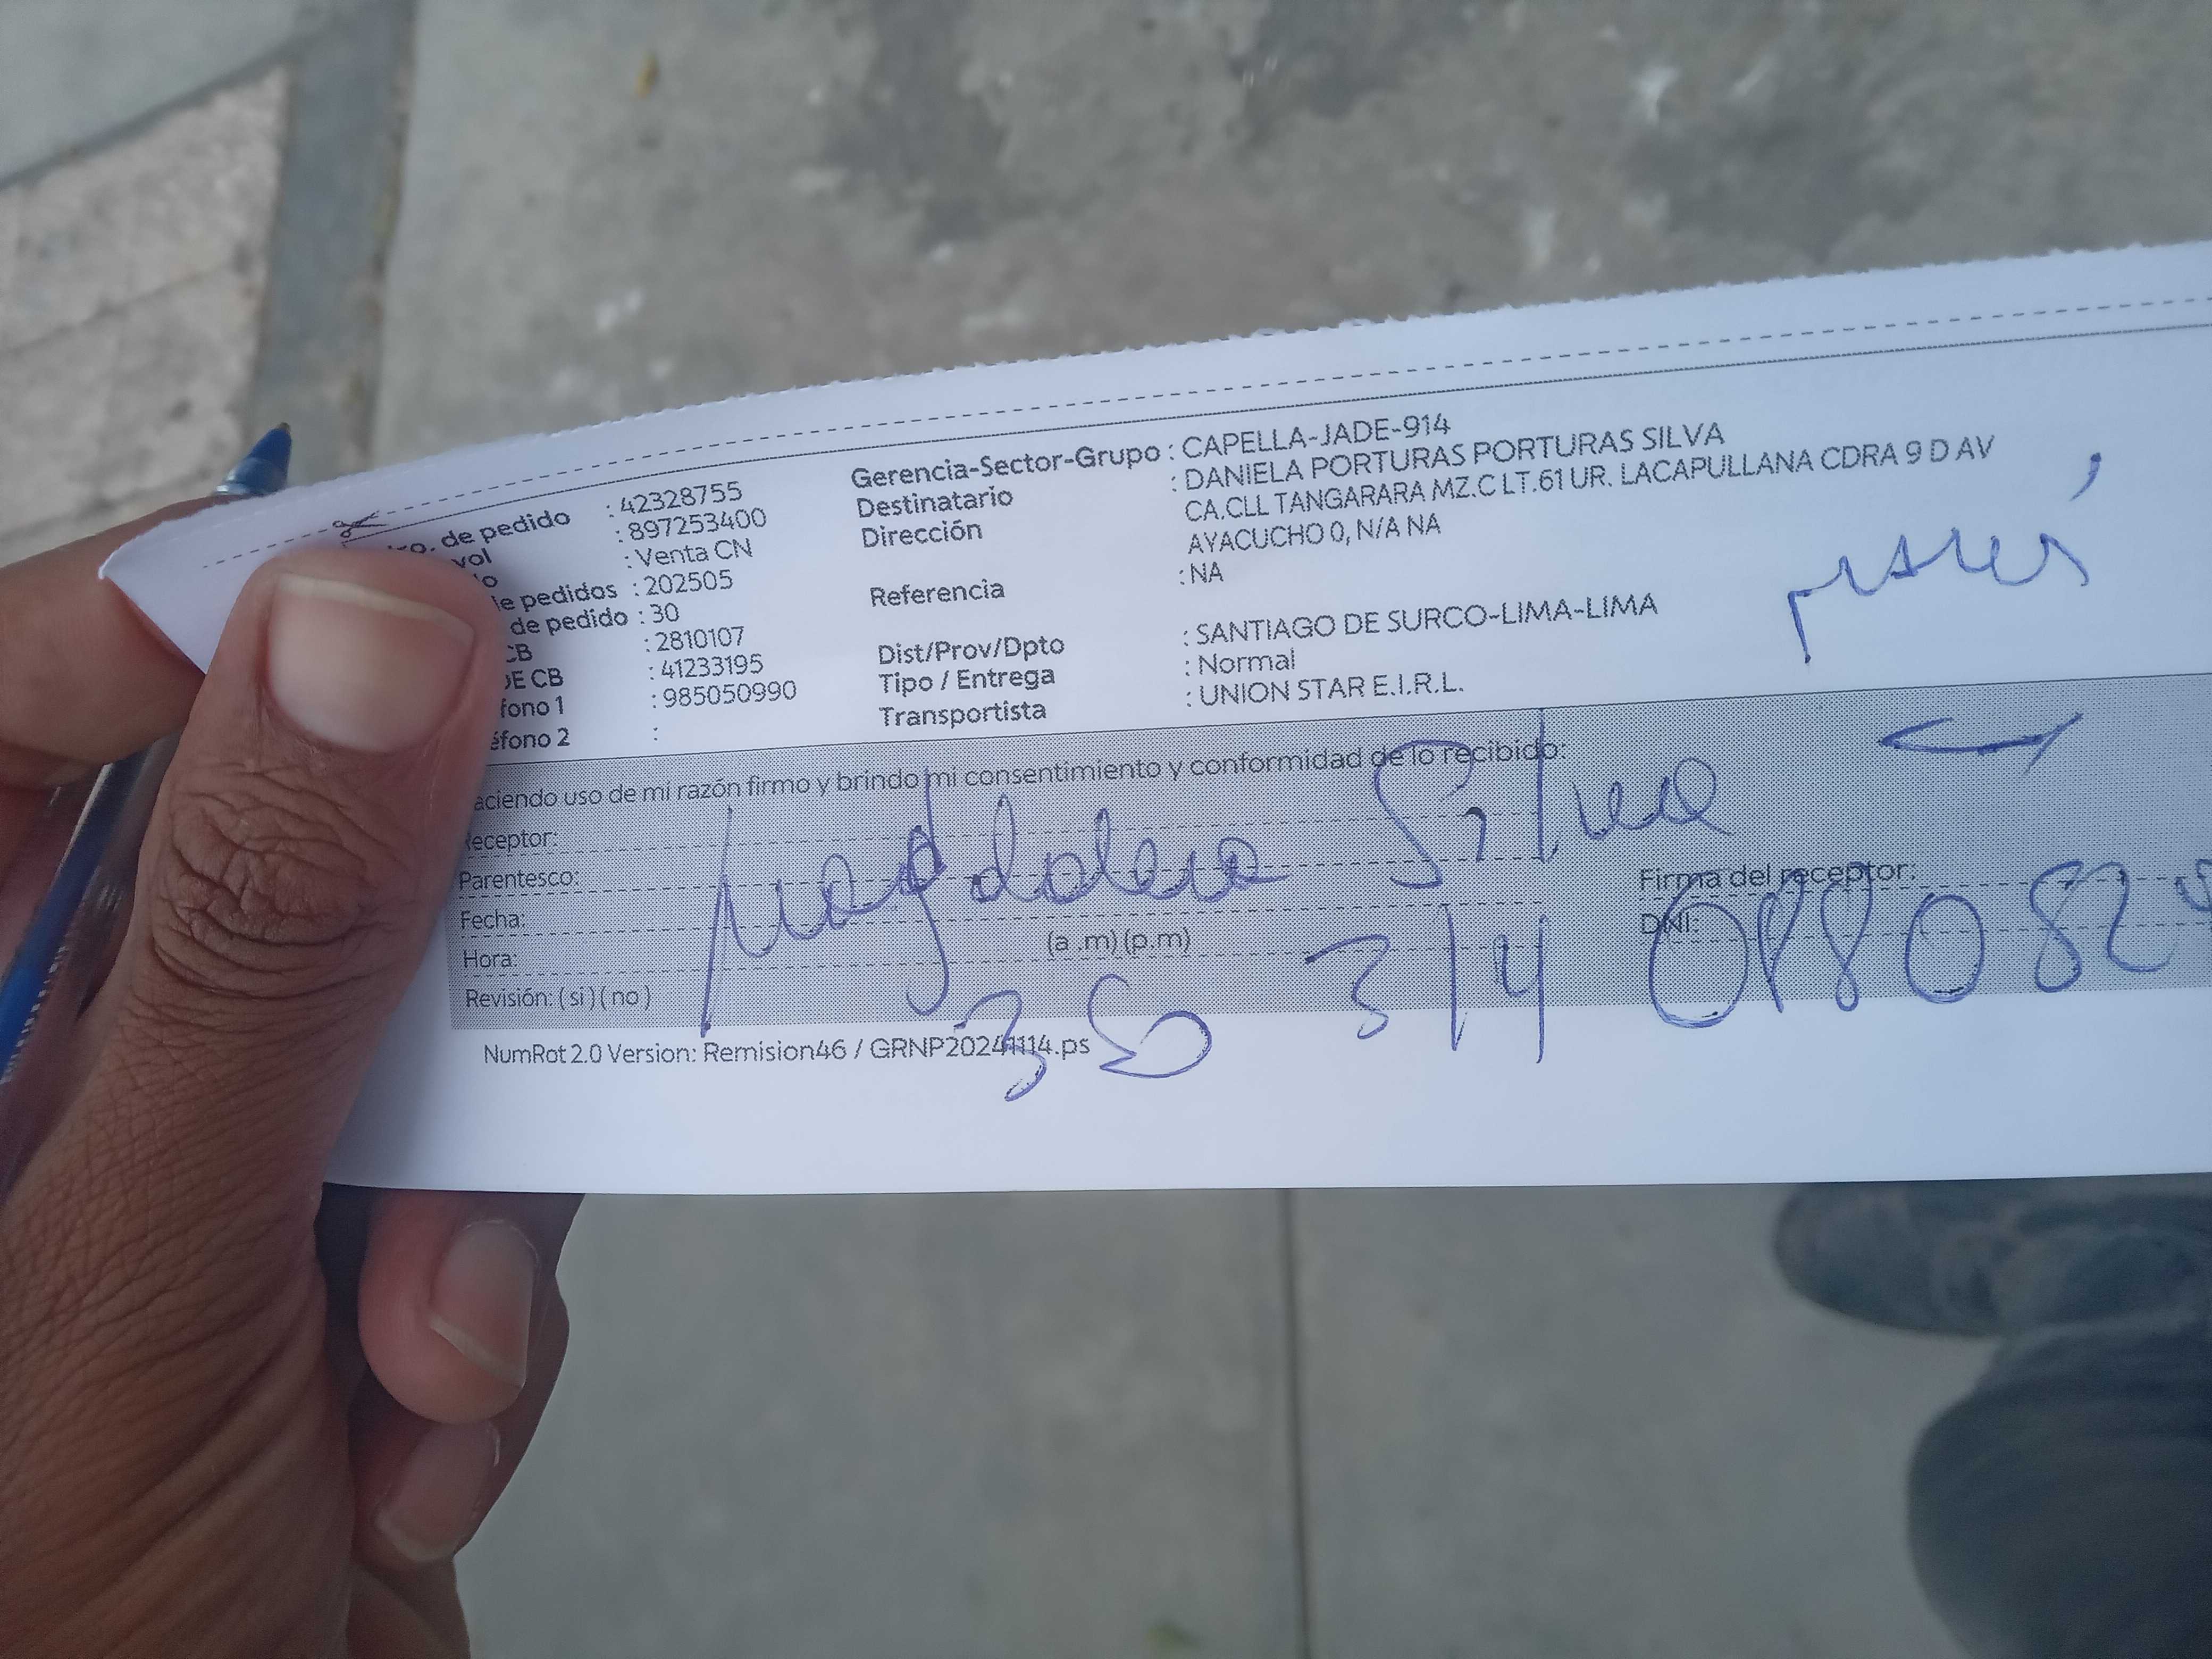 ro. de pedido : 42328755
vol : 897253400
o : Venta CN
ie pedidos : 202505
de pedido : 30
CB : 2810107
DE CB : 41233195
fono 1 : 985050990
éfono 2 :
Gerencia-Sector-Grupo : CAPELLA-JADE-914
Destinatario : DANIELA PORTURAS PORTURAS SILVA
Dirección CA.CLL TANGARARA MZ.C LT.61 UR. LACAPULLANA CDRA 9 D AV
AYACUCHO 0, N/A NA
Referencia : NA
Dist/Prov/Dpto : SANTIAGO DE SURCO-LIMA-LIMA
Tipo / Entrega : Normal
Transportista : UNION STAR E.I.R.L.
aciendo uso de mi razón firmo y brindo mi consentimiento y conformidad de lo recibido:
Receptor:
Parentesco:
Magdalena Silva
Fecha:
Firma del receptor:
Hora: (a .m) (p.m)
DNI:
Revisión: ( si ) ( no )
350 3/4
NumRot 2.0 Version: Remision46 / GRNP20241114.ps